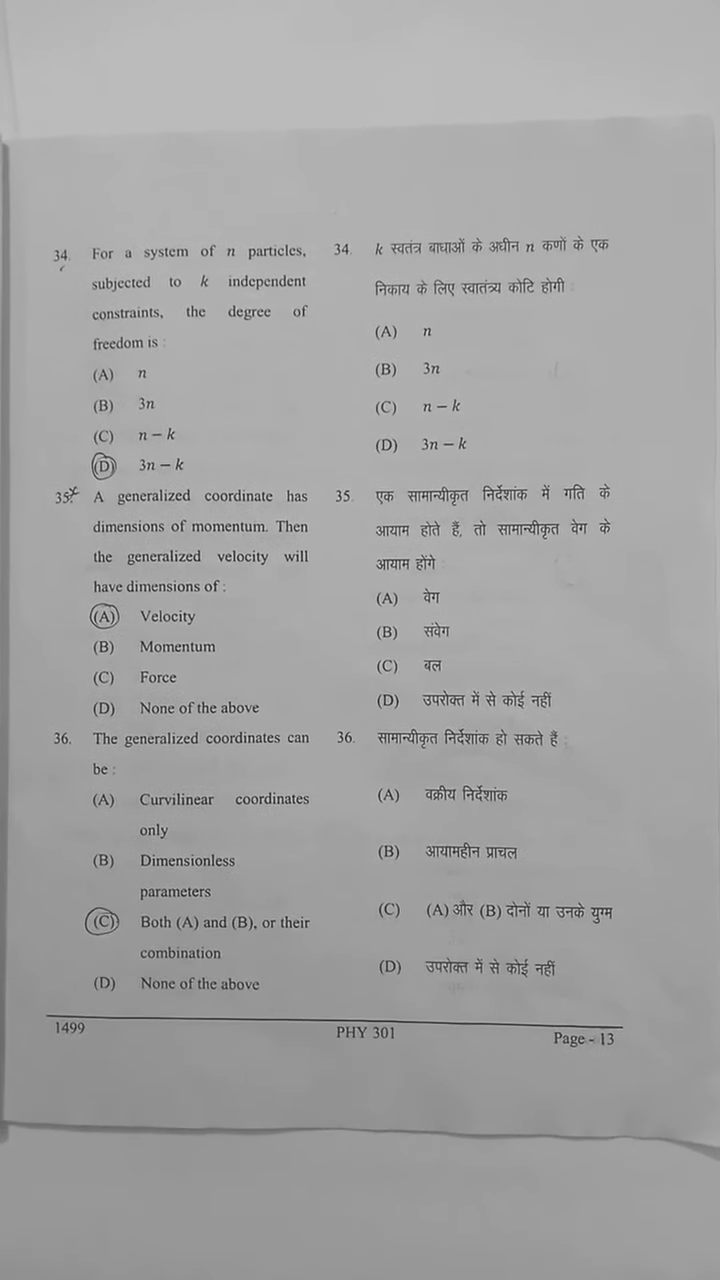 34. For a system of n particles,
subjected to k independent
constraints, the degree of
freedom is :
(A) n
(B) 3n
(C) n – k
(D) 3n – k
35. A generalized coordinate has
dimensions of momentum. Then
the generalized velocity will
have dimensions of :
(A) Velocity
(B) Momentum
(C) Force
(D) None of the above
36. The generalized coordinates can
be :
(A) Curvilinear coordinates
only
(B) Dimensionless
parameters
(C) Both (A) and (B), or their
combination
(D) None of the above
34. k स्वतंत्र बाधाओं के अधीन n कणों के एक
निकाय के लिए स्वातंत्र्य कोटि होगी :
(A) n
(B) 3n
(C) n – k
(D) 3n – k
35. एक सामान्यीकृत निर्देशांक में गति के
आयाम होते हैं, तो सामान्यीकृत वेग के
आयाम होंगे :
(A) वेग
(B) संवेग
(C) बल
(D) उपरोक्त में से कोई नहीं
36. सामान्यीकृत निर्देशांक हो सकते हैं :
(A) वक्रीय निर्देशांक
(B) आयामहीन प्राचल
(C) (A) और (B) दोनों या उनके युग्म
(D) उपरोक्त में से कोई नहीं
1499 PHY 301 Page - 13